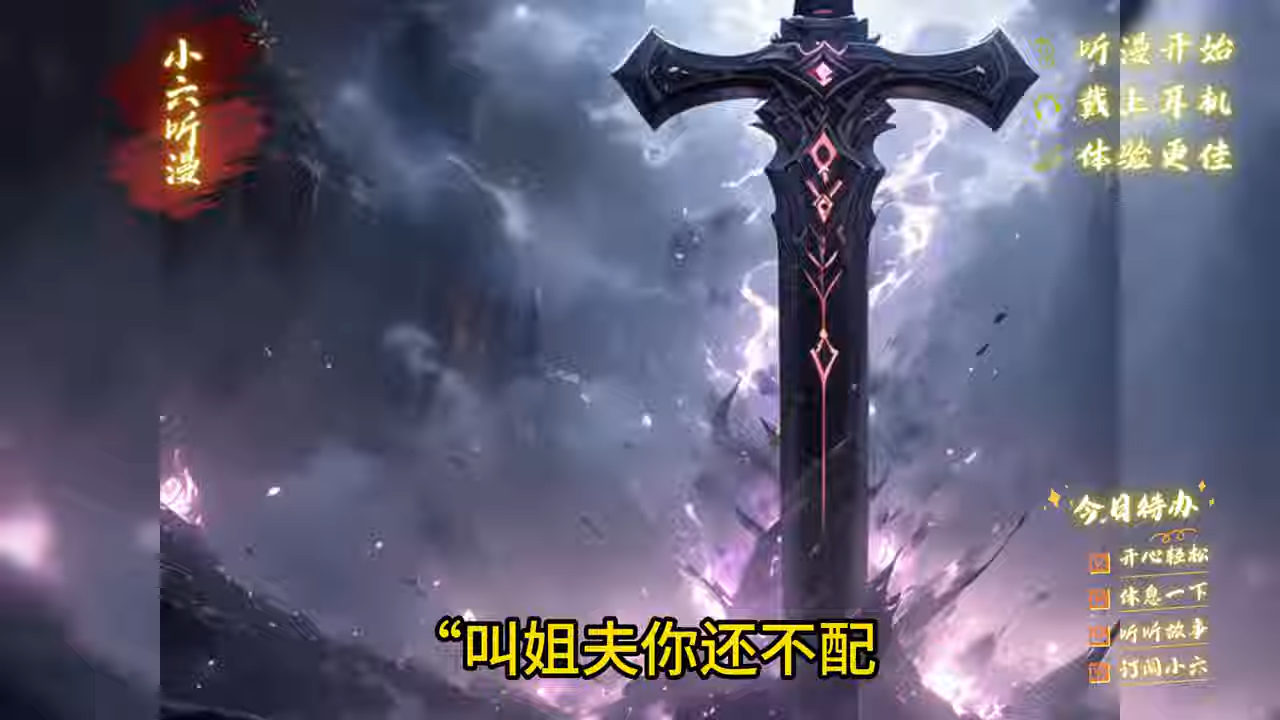 小六听漫
听漫开始
戴上耳机
体验更佳
今日待办
开心轻松
休息一下
听听故事
订阅小六
“叫姐夫你还不配